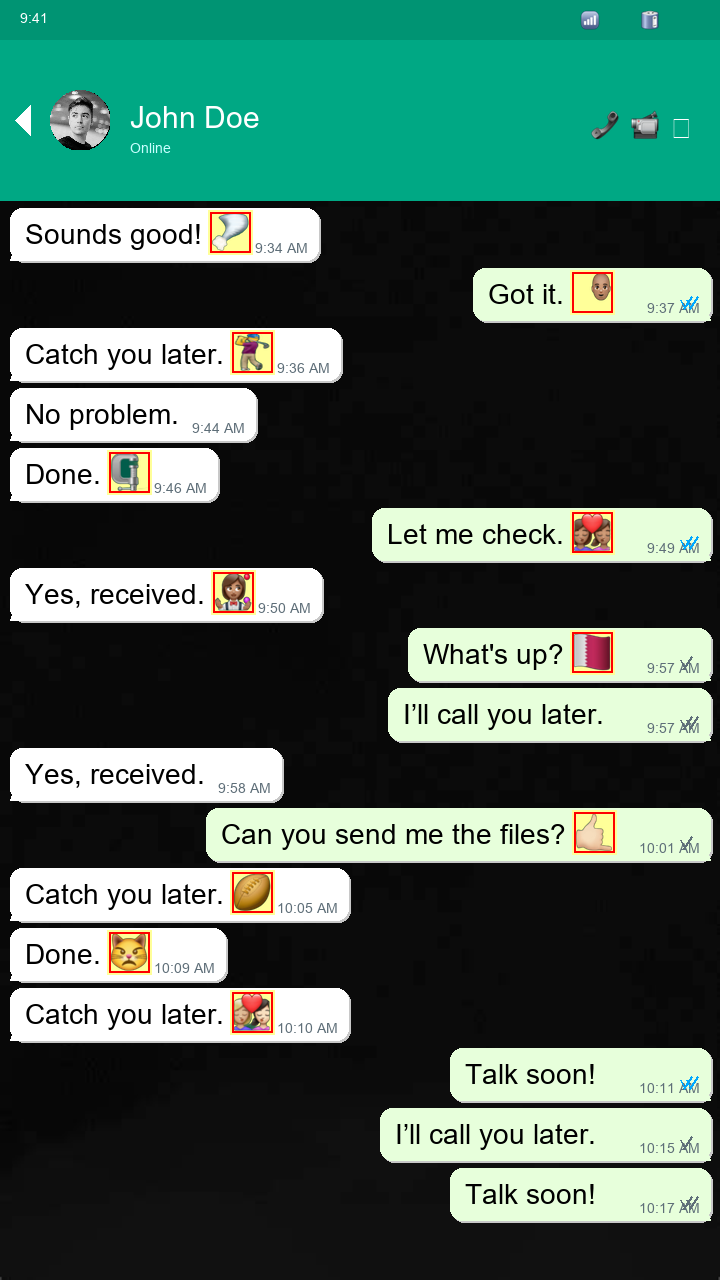 9:41
John Doe
Online
Sounds good! 9:34 AM
Got it. 9:37 AM
Catch you later. 9:36 AM
No problem. 9:44 AM
Done. 9:46 AM
Let me check. 9:49 AM
Yes, received. 9:50 AM
What's up? 9:57 AM
I’ll call you later. 9:57 AM
Yes, received. 9:58 AM
Can you send me the files? 10:01 AM
Catch you later. 10:05 AM
Done. 10:09 AM
Catch you later. 10:10 AM
Talk soon! 10:11 AM
I’ll call you later. 10:15 AM
Talk soon! 10:17 AM